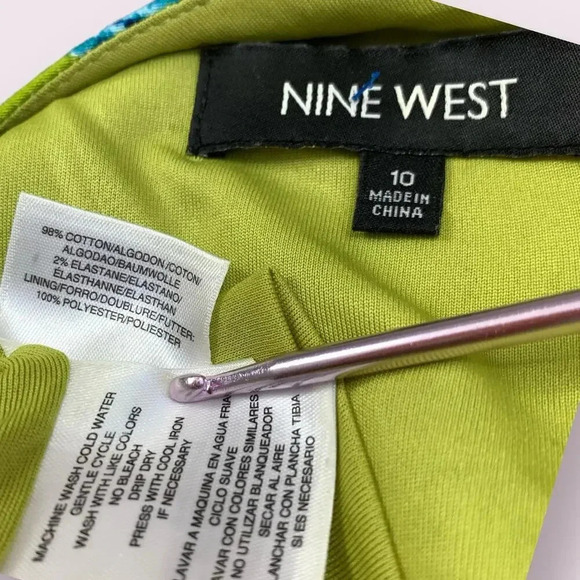 NINE WEST
10
MADE IN
CHINA
98% COTTON/ALGODON/COTON/
ALGODAO/BAUMWOLLE
2% ELASTANE/ELASTANO/
ÉLASTHANNE/ELASTHAN
LINING/FORRO/DOUBLURE/FUTTER:
100% POLYESTER/POLIESTER
MACHINE WASH COLD WATER
GENTLE CYCLE
WASH WITH LIKE COLORS
NO BLEACH
DRIP DRY
PRESS WITH COOL IRON
IF NECESSARY
LAVAR A MAQUINA EN AGUA FRIA
CICLO SUAVE
LAVAR CON COLORES SIMILARES
NO UTILIZAR BLANQUEADOR
SECAR AL AIRE
PLANCHAR CON PLANCHA TIBIA
SI ES NECESARIO